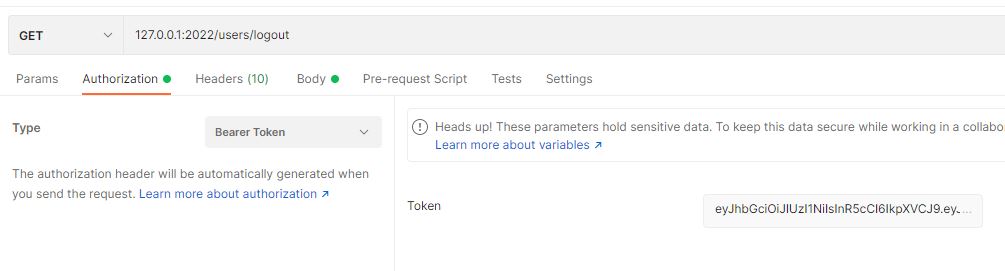 GET 127.0.0.1:2022/users/logout
Params Authorization Headers (10) Body Pre-request Script Tests Settings
Type Bearer Token
Heads up! These parameters hold sensitive data. To keep this data secure while working in a collabo
Learn more about variables ↗
The authorization header will be automatically generated when
you send the request. Learn more about authorization ↗
Token eyJhbGciOiJIUzI1NiIsInR5cCI6IkpXVCJ9.eyJ...